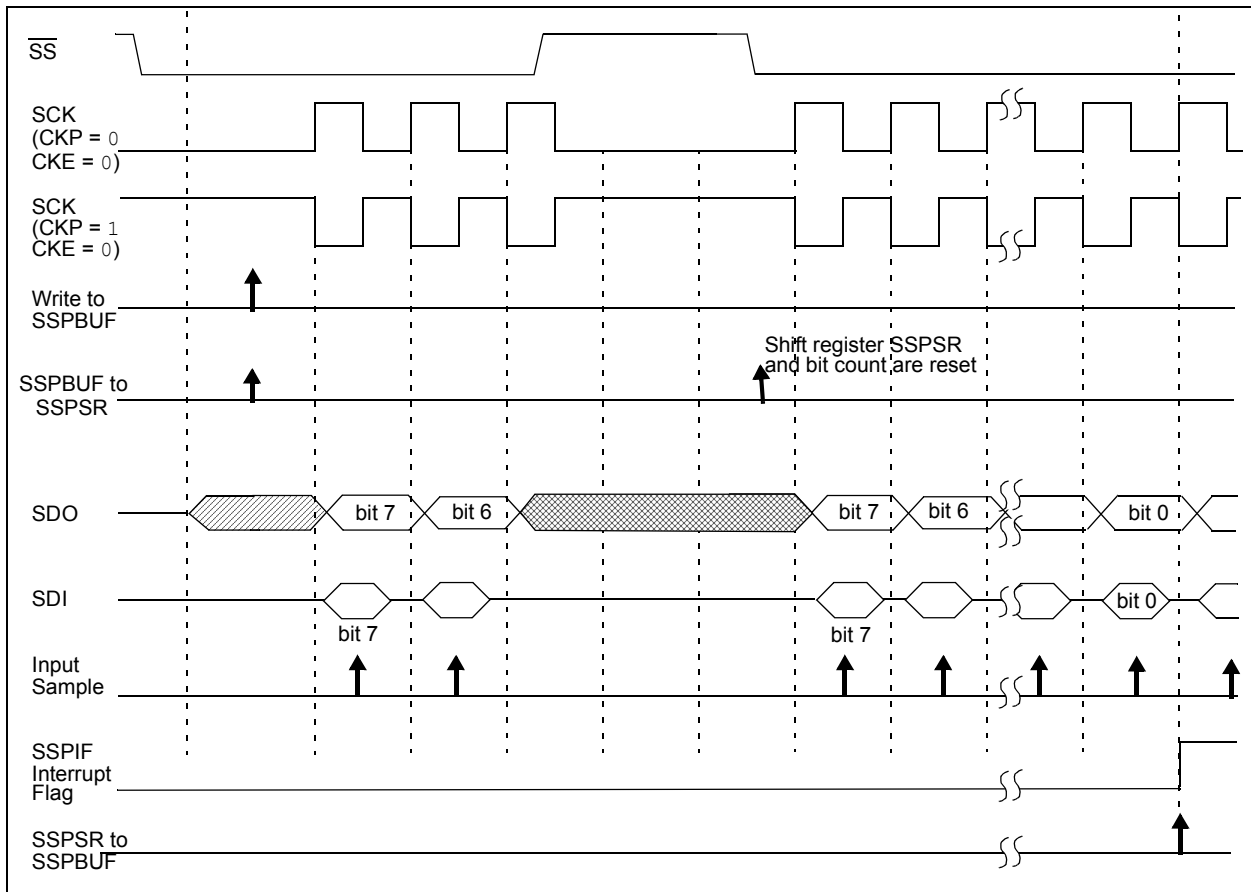 SS
SCK
(CKP = 0
CKE = 0)
SCK
(CKP = 1
CKE = 0)
Write to
SSPBUF
Shift register SSPSR
and bit count are reset
SSPBUF to
SSPSR
SDO
bit 7
bit 6
bit 7
bit 6
bit 0
SDI
bit 0
bit 7
bit 7
Input
Sample
SSPIF
Interrupt
Flag
SSPSR to
SSPBUF